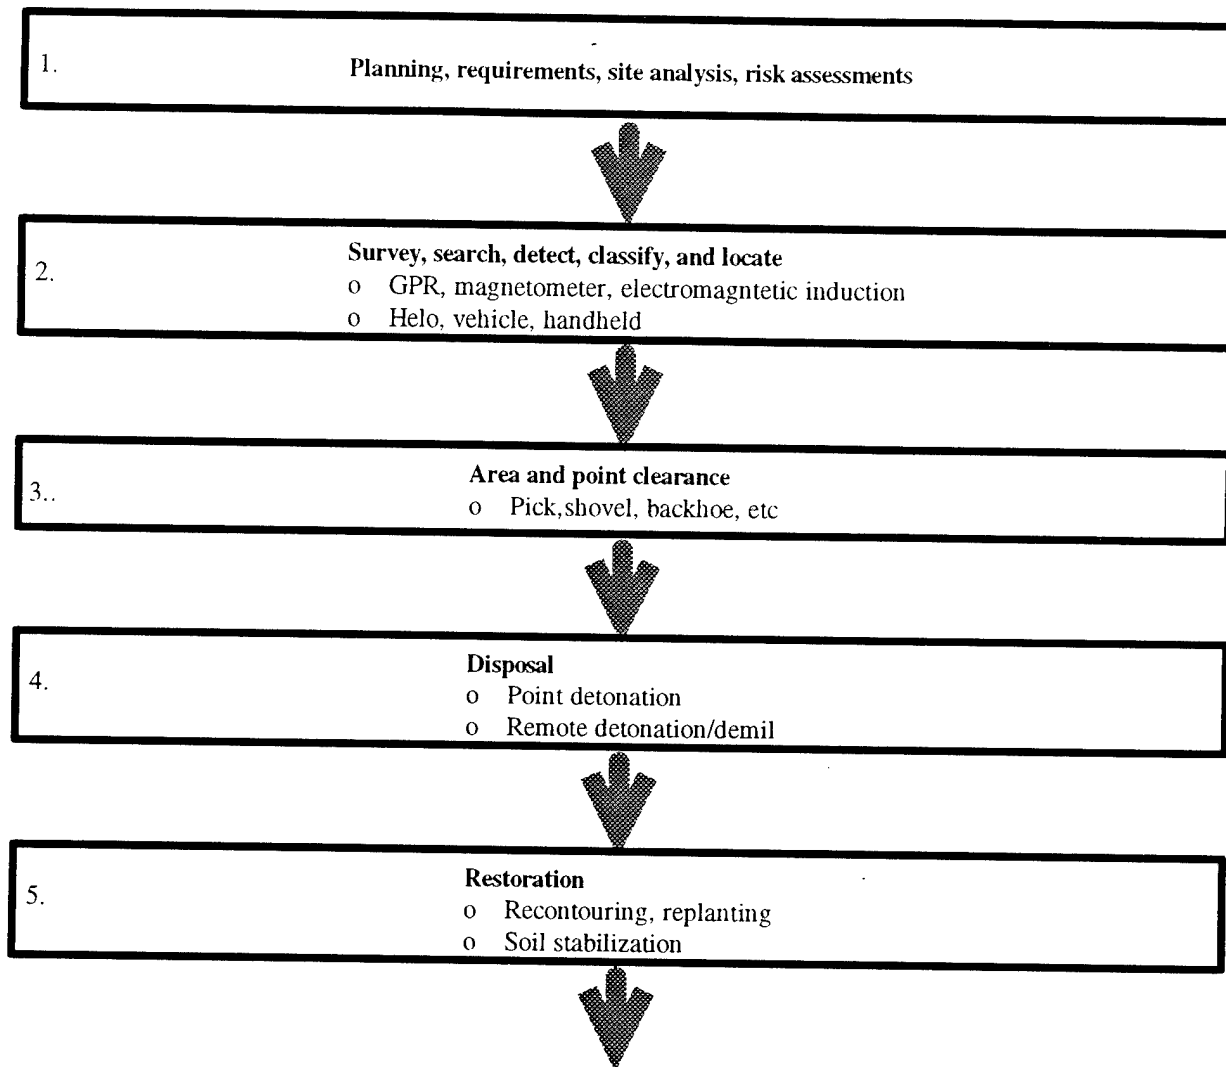 1.
Planning, requirements, site analysis, risk assessments
2.
Survey, search, detect, classify, and locate
o GPR, magnetometer, electromagntetic induction
o Helo, vehicle, handheld
3..
Area and point clearance
o Pick,shovel, backhoe, etc
4.
Disposal
o Point detonation
o Remote detonation/demil
5.
Restoration
o Recontouring, replanting
o Soil stabilization